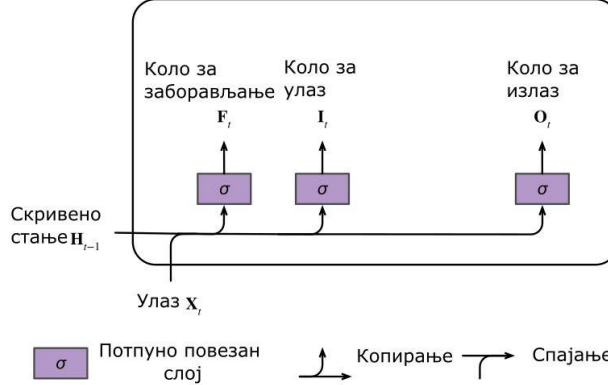 Коло за
заборављање
F_t
Коло за
улаз
I_t
Коло за
излаз
O_t
σ
σ
σ
Скривено
стање H_{t−1}
Улаз X_t
σ
Потпуно повезан
слој
Копирање
Спајање